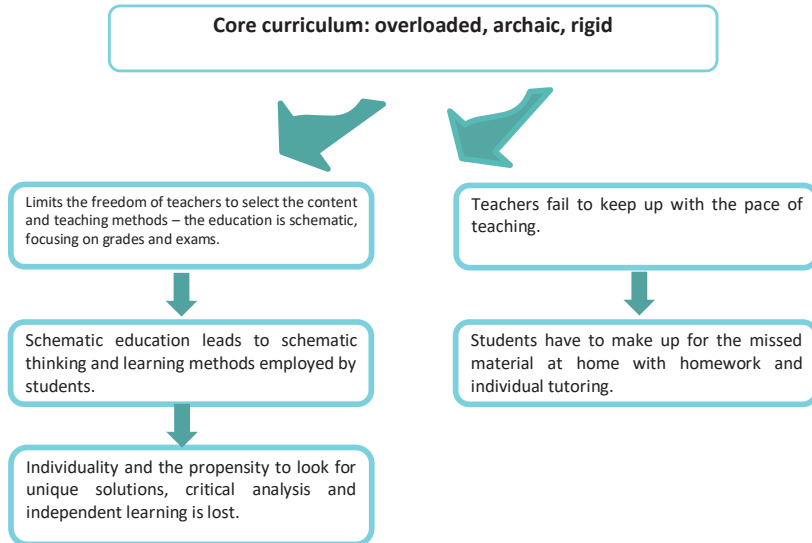 Core curriculum: overloaded, archaic, rigid
Limits the freedom of teachers to select the content
and teaching methods – the education is schematic,
focusing on grades and exams.
Schematic education leads to schematic
thinking and learning methods employed by
students.
Individuality and the propensity to look for
unique solutions, critical analysis and
independent learning is lost.
Teachers fail to keep up with the pace of
teaching.
Students have to make up for the missed
material at home with homework and
individual tutoring.